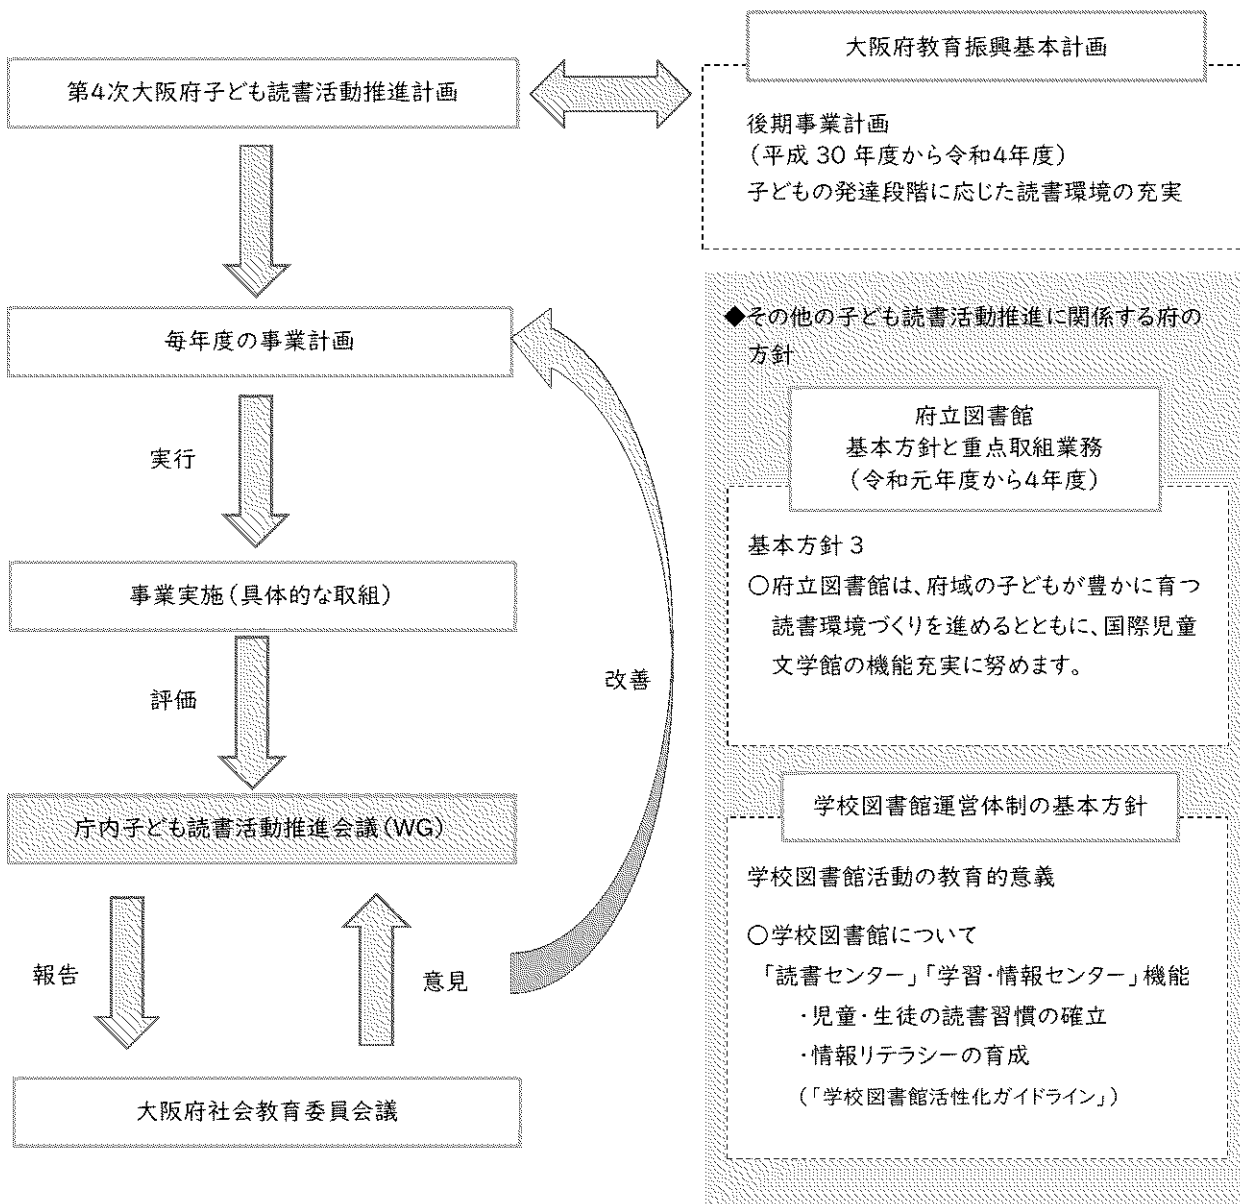 第4次大阪府子ども読書活動推進計画
毎年度の事業計画
実行
事業実施(具体的な取組)
評価
庁内子ども読書活動推進会議(WG)
報告
意見
改善
大阪府社会教育委員会議
大阪府教育振興基本計画
後期事業計画
(平成 30 年度から令和4年度)
子どもの発達段階に応じた読書環境の充実
◆その他の子ども読書活動推進に関係する府の
方針
府立図書館
基本方針と重点取組業務
(令和元年度から4年度)
基本方針 3
○府立図書館は、府域の子どもが豊かに育つ
読書環境づくりを進めるとともに、国際児童
文学館の機能充実に努めます。
学校図書館運営体制の基本方針
学校図書館活動の教育的意義
○学校図書館について
「読書センター」「学習・情報センター」機能
・児童・生徒の読書習慣の確立
・情報リテラシーの育成
(「学校図書館活性化ガイドライン」)